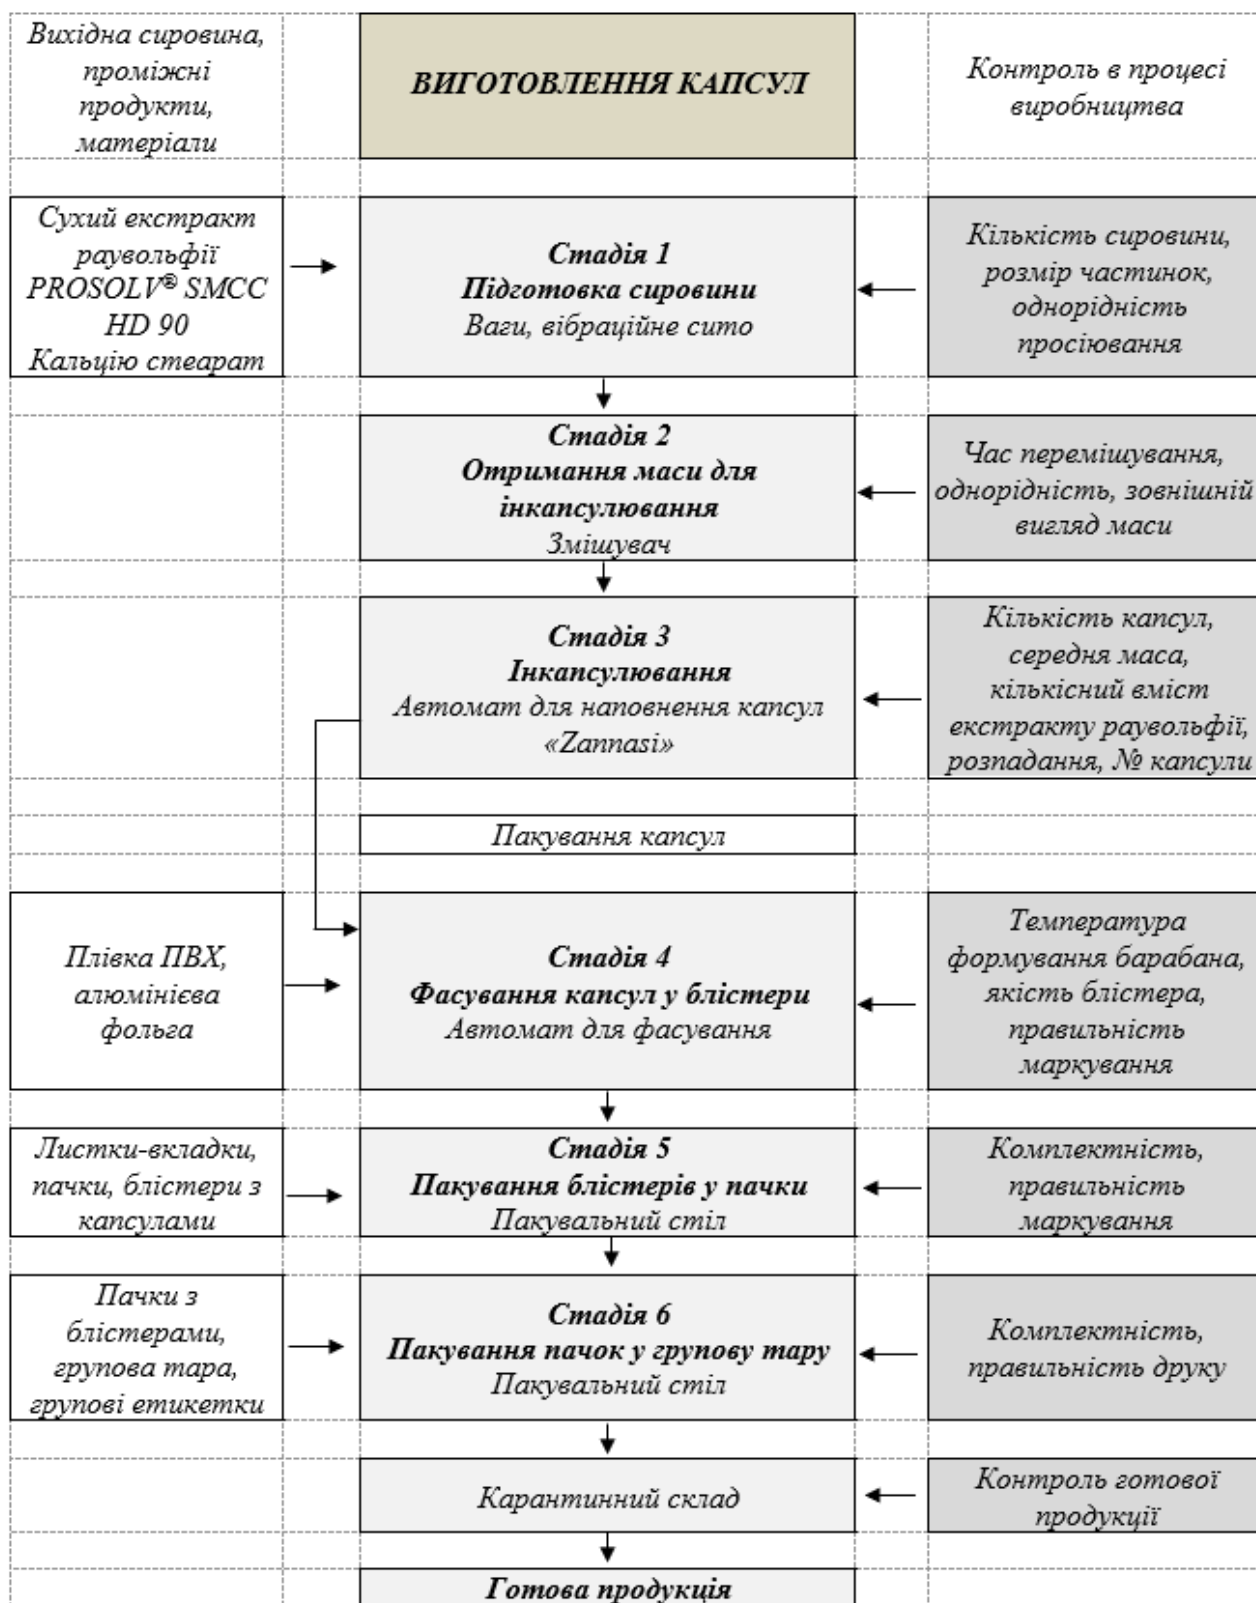 Вихідна сировина,
проміжні
продукти,
матеріали
ВИГОТОВЛЕННЯ КАПСУЛ
Контроль в процесі
виробництва
Сухий екстракт
раувольфії
PROSOLV® SMCC
HD 90
Кальцію стеарат
Стадія 1
Підготовка сировини
Ваги, вібраційне сито
Кількість сировини,
розмір частинок,
однорідність
просіювання
Стадія 2
Отримання маси для
інкапсулювання
Змішувач
Час перемішування,
однорідність, зовнішній
вигляд маси
Стадія 3
Інкапсулювання
Автомат для наповнення капсул
«Zannasi»
Кількість капсул,
середня маса,
кількісний вміст
екстракту раувольфії,
розпадання, № капсули
Пакування капсул
Плівка ПВХ,
алюмінієва
фольга
Стадія 4
Фасування капсул у блістери
Автомат для фасування
Температура
формування барабана,
якість блістера,
правильність
маркування
Листки-вкладки,
пачки, блістери з
капсулами
Стадія 5
Пакування блістерів у пачки
Пакувальний стіл
Комплектність,
правильність
маркування
Пачки з
блістерами,
групова тара,
групові етикетки
Стадія 6
Пакування пачок у групову тару
Пакувальний стіл
Комплектність,
правильність друку
Карантинний склад
Контроль готової
продукції
Готова продукція